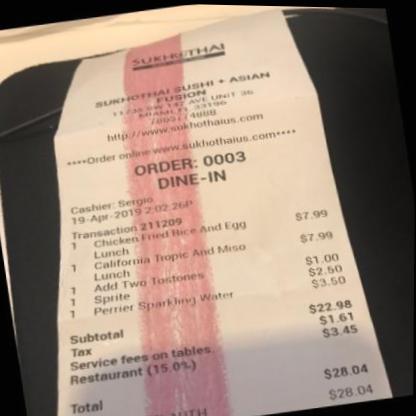 SUKHOTHAI
SUKHOTHAI SUSHI + ASIAN
FUSION
11735 SW 147 AVE UNIT 36
MIAMI, FL 33196
4888
http://www.sukhothaius.com
****Order online www.sukhothaius.com****
ORDER: 0003
DINE-IN
Cashier: Sergio
19-Apr-2019 2:02:26P
Transaction 211209
1 Chicken Fried Rice And Egg $7.99
Lunch
1 California Tropic And Miso $7.99
Lunch
1 Add Two Tostones $1.00
1 Sprite $2.50
1 Perrier Sparkling Water $3.50
Subtotal $22.98
Tax $1.61
Service fees on tables. $3.45
Restaurant (15.0%)
Total $28.04
$28.04